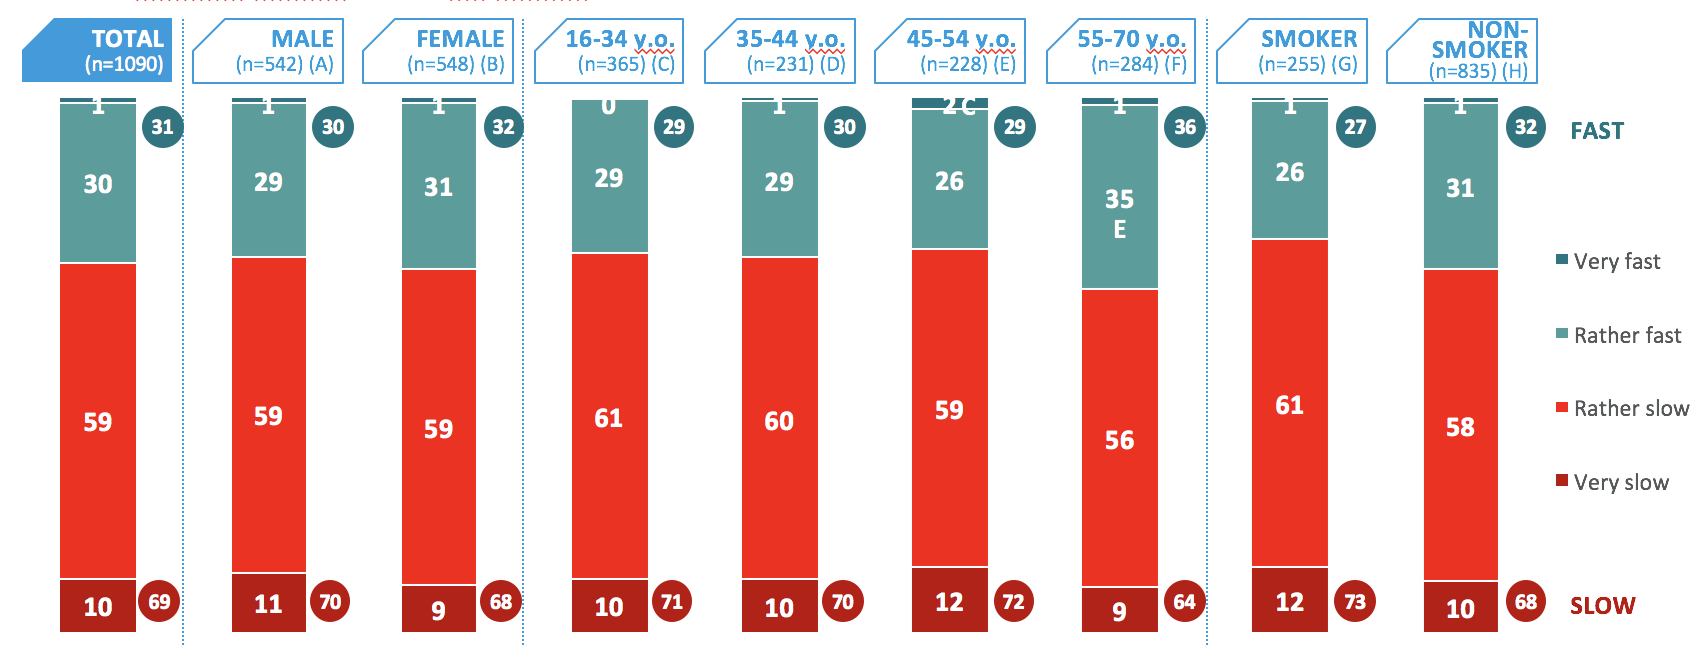 TOTAL
(n=1090)
MALE
(n=542) (A)
FEMALE
(n=548) (B)
16-34 y.o.
(n=365) (C)
35-44 y.o.
(n=231) (D)
45-54 y.o.
(n=228) (E)
55-70 y.o.
(n=284) (F)
SMOKER
(n=255) (G)
NON-
SMOKER
(n=835) (H)
1 1 1 0 1 2 C 1 1 1
31 30 32 29 30 29 36 27 32 FAST
30 29 31 29 29 26 35 26 31
E
Very fast
Rather fast
Rather slow
Very slow
59 59 59 61 60 59 56 61 58
10 11 9 10 10 12 9 12 10
69 70 68 71 70 72 64 73 68 SLOW